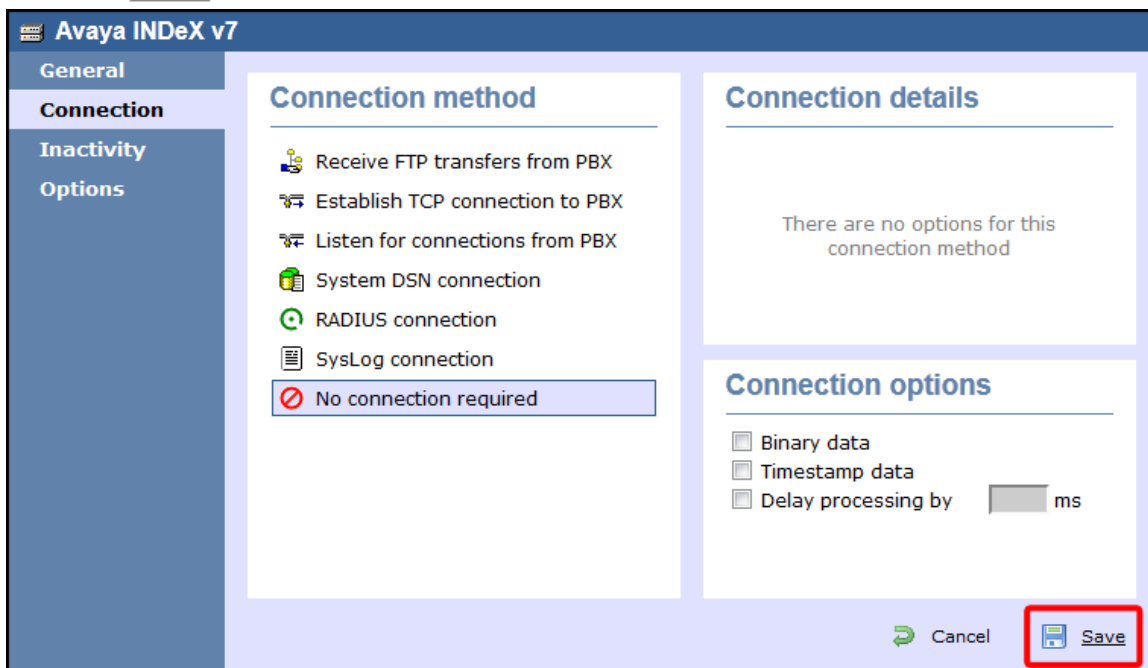 Avaya INDeX v7
General
Connection
Inactivity
Options
Connection method
Receive FTP transfers from PBX
Establish TCP connection to PBX
Listen for connections from PBX
System DSN connection
RADIUS connection
SysLog connection
No connection required
Connection details
There are no options for this
connection method
Connection options
Binary data
Timestamp data
Delay processing by ms
Cancel Save